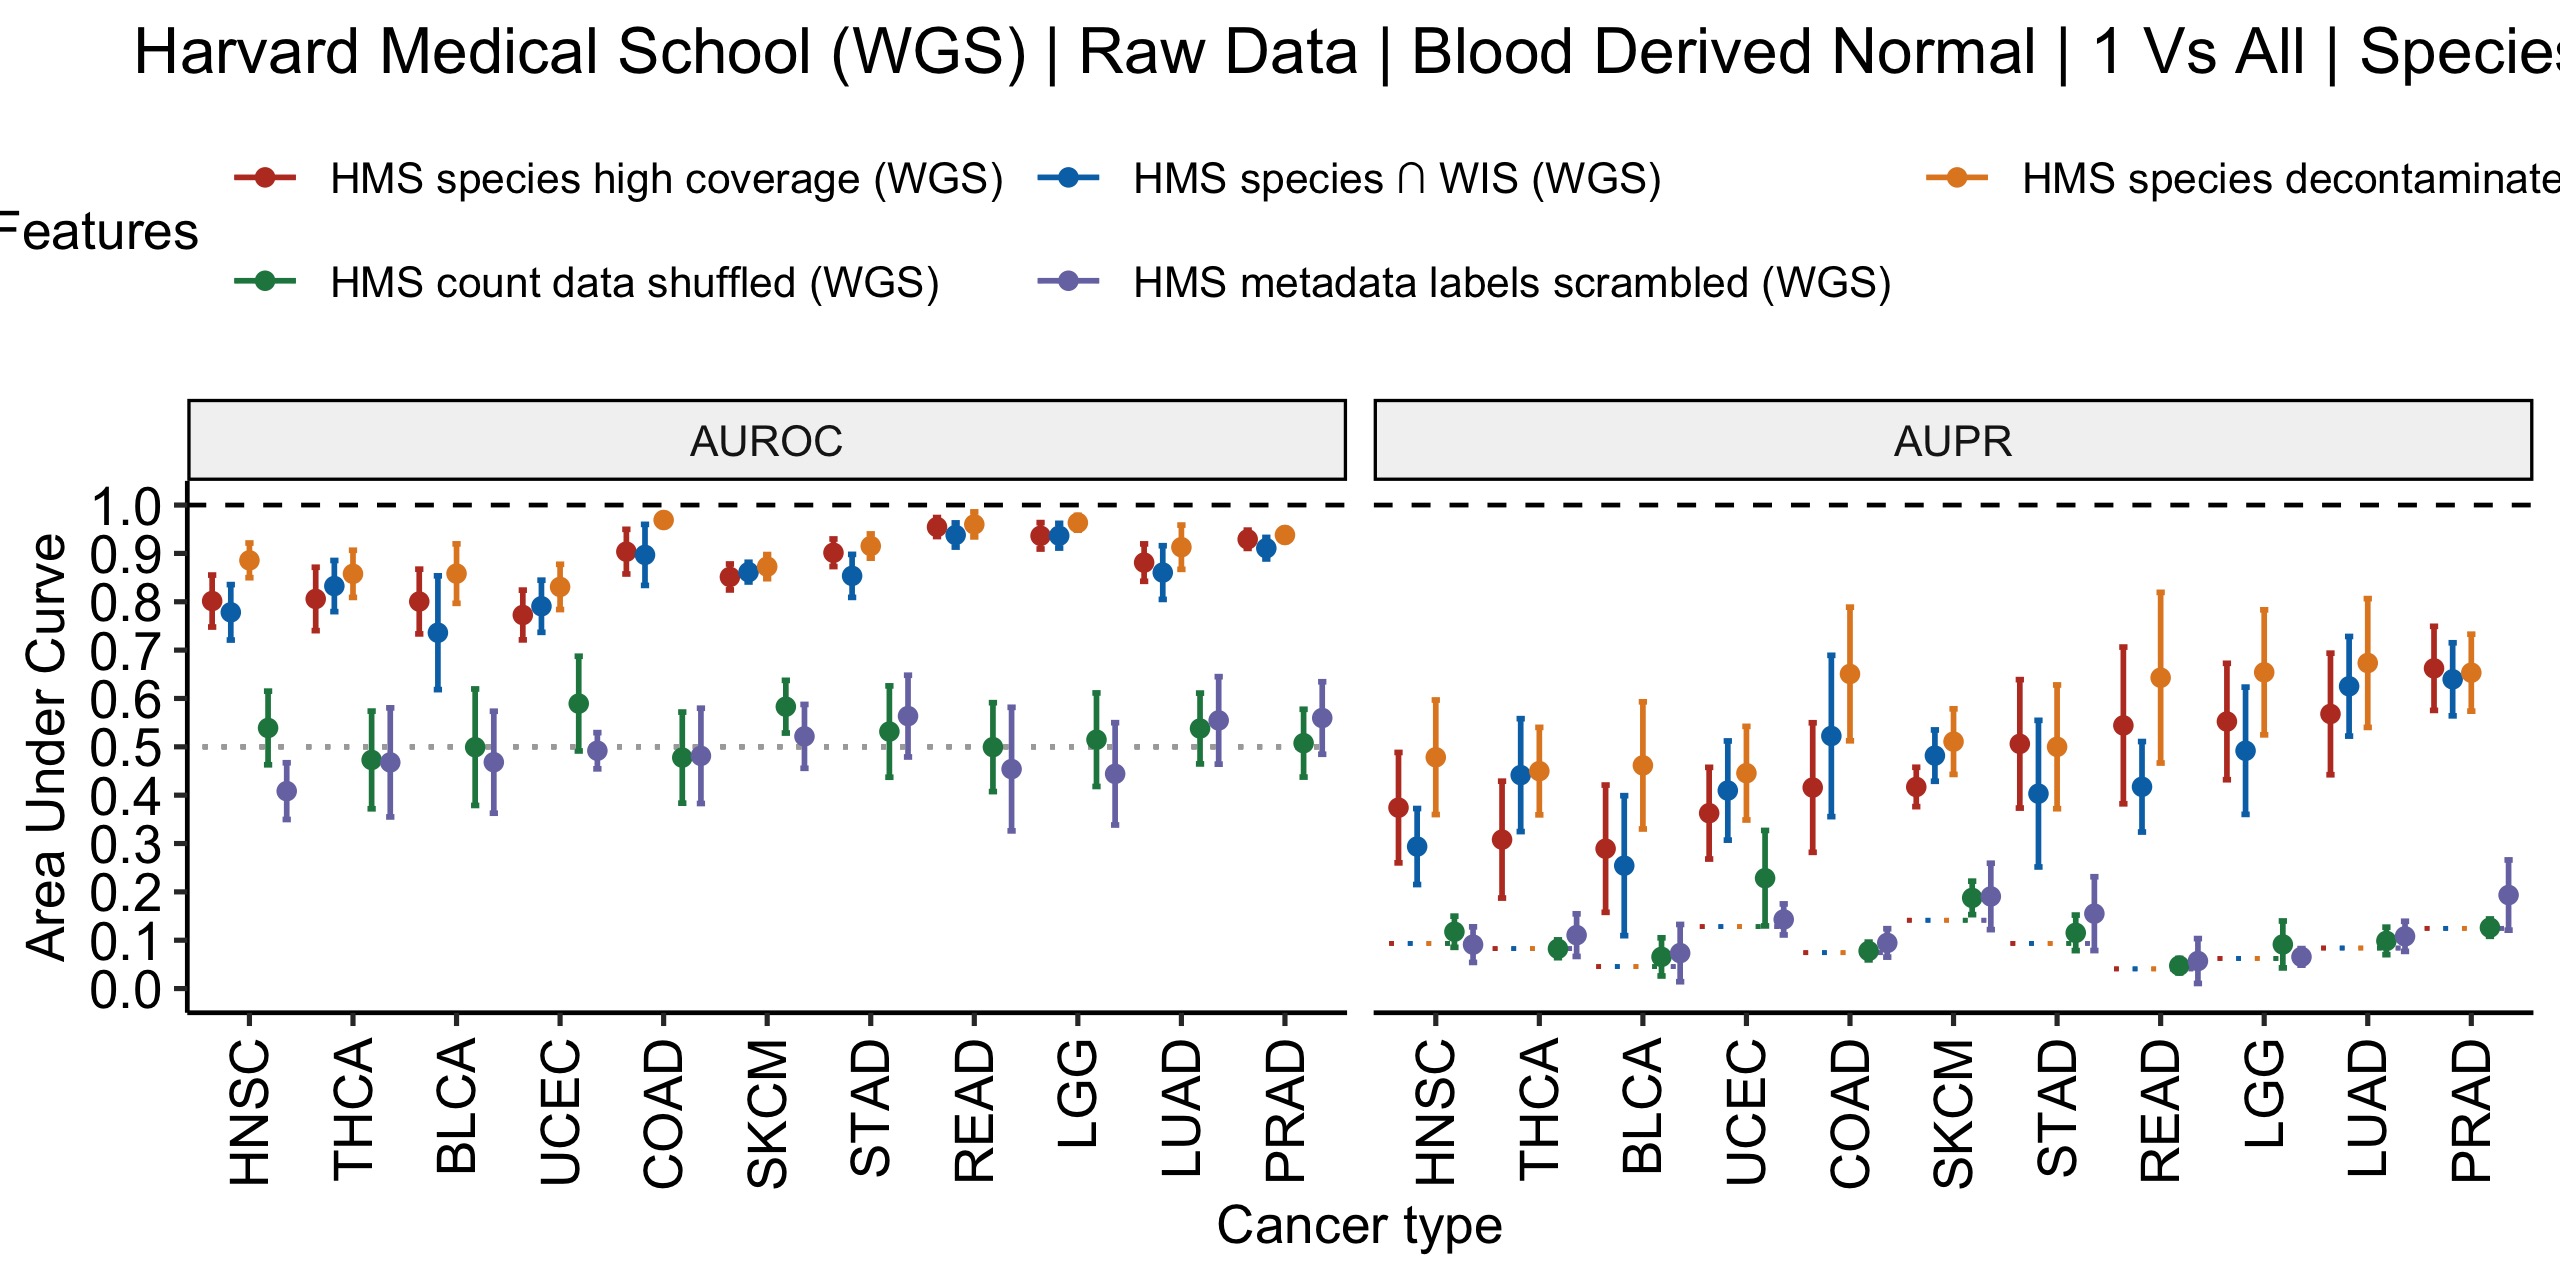 Harvard Medical School (WGS) | Raw Data | Blood Derived Normal | 1 Vs All | Species
Features
HMS species high coverage (WGS)
HMS species ∩ WIS (WGS)
HMS species decontaminate
HMS count data shuffled (WGS)
HMS metadata labels scrambled (WGS)
AUROC
AUPR
Area Under Curve
1.0
0.9
0.8
0.7
0.6
0.5
0.4
0.3
0.2
0.1
0.0
HNSC
THCA
BLCA
UCEC
COAD
SKCM
STAD
READ
LGG
LUAD
PRAD
HNSC
THCA
BLCA
UCEC
COAD
SKCM
STAD
READ
LGG
LUAD
PRAD
Cancer type